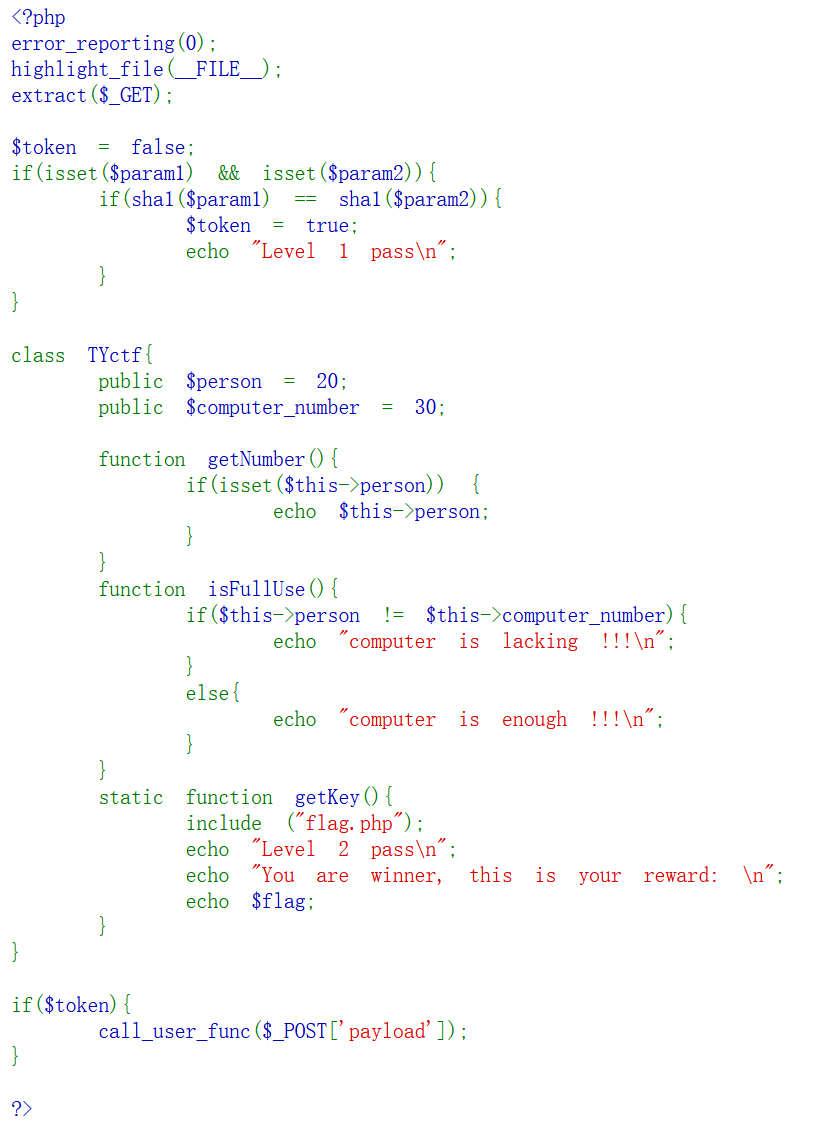 <?php
error_reporting(0);
highlight_file(__FILE__);
extract($_GET);
$token = false;
if(isset($param1) && isset($param2)){
if(sha1($param1) == sha1($param2)){
$token = true;
echo "Level 1 pass\n";
}
}
class TYctf{
public $person = 20;
public $computer_number = 30;
function getNumber(){
if(isset($this->person)) {
echo $this->person;
}
}
function isFullUse(){
if($this->person != $this->computer_number){
echo "computer is lacking !!!\n";
}
else{
echo "computer is enough !!!\n";
}
}
static function getKey(){
include ("flag.php");
echo "Level 2 pass\n";
echo "You are winner, this is your reward: \n";
echo $flag;
}
}
if($token){
call_user_func($_POST['payload']);
}
?>